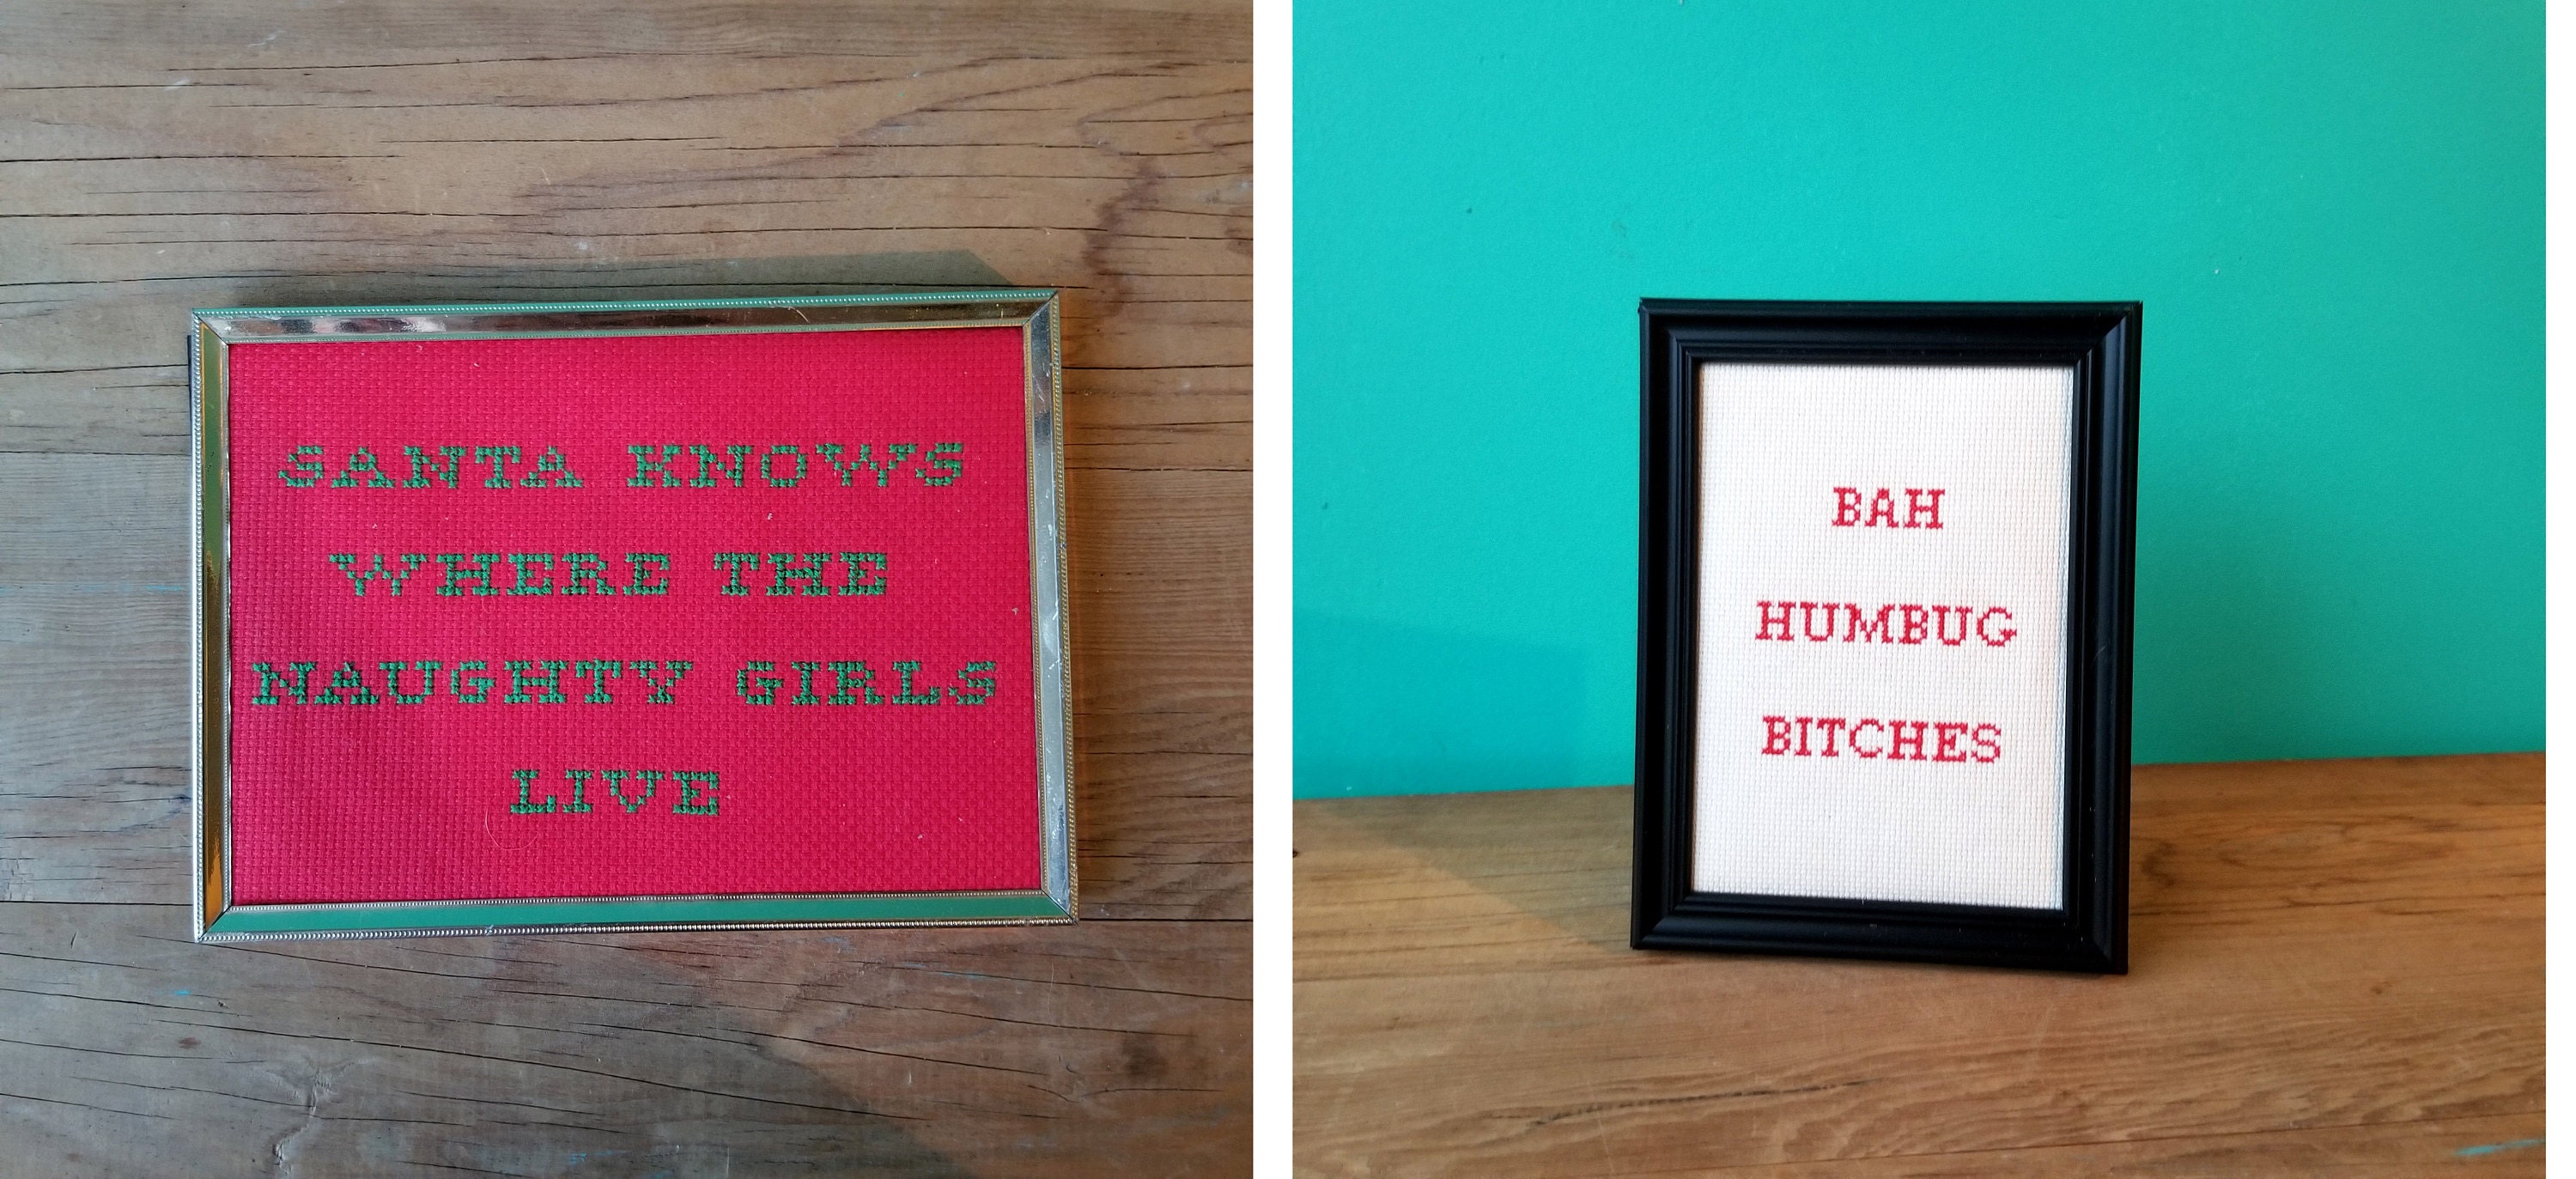 SANTA KNOWS
WHERE THE
NAUGHTY GIRLS
LIVE
BAH
HUMBUG
BITCHES